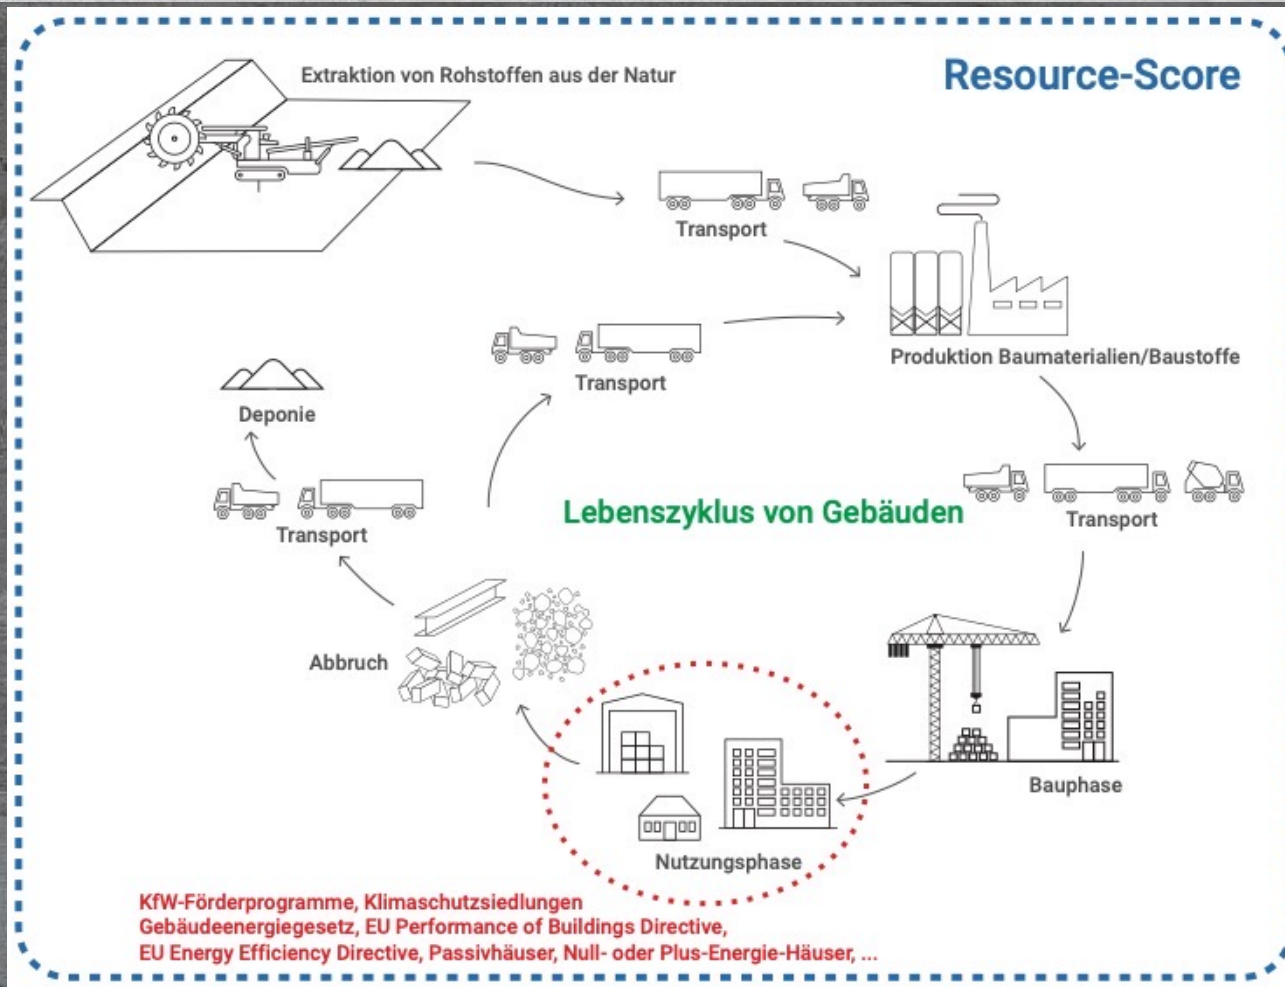 Resource-Score
Extraktion von Rohstoffen aus der Natur
Transport
Produktion Baumaterialien/Baustoffe
Transport
Deponie
Transport
Lebenszyklus von Gebäuden
Transport
Abbruch
Bauphase
Nutzungsphase
KfW-Förderprogramme, Klimaschutzsiedlungen
Gebäudeenergiegesetz, EU Performance of Buildings Directive,
EU Energy Efficiency Directive, Passivhäuser, Null- oder Plus-Energie-Häuser, ...